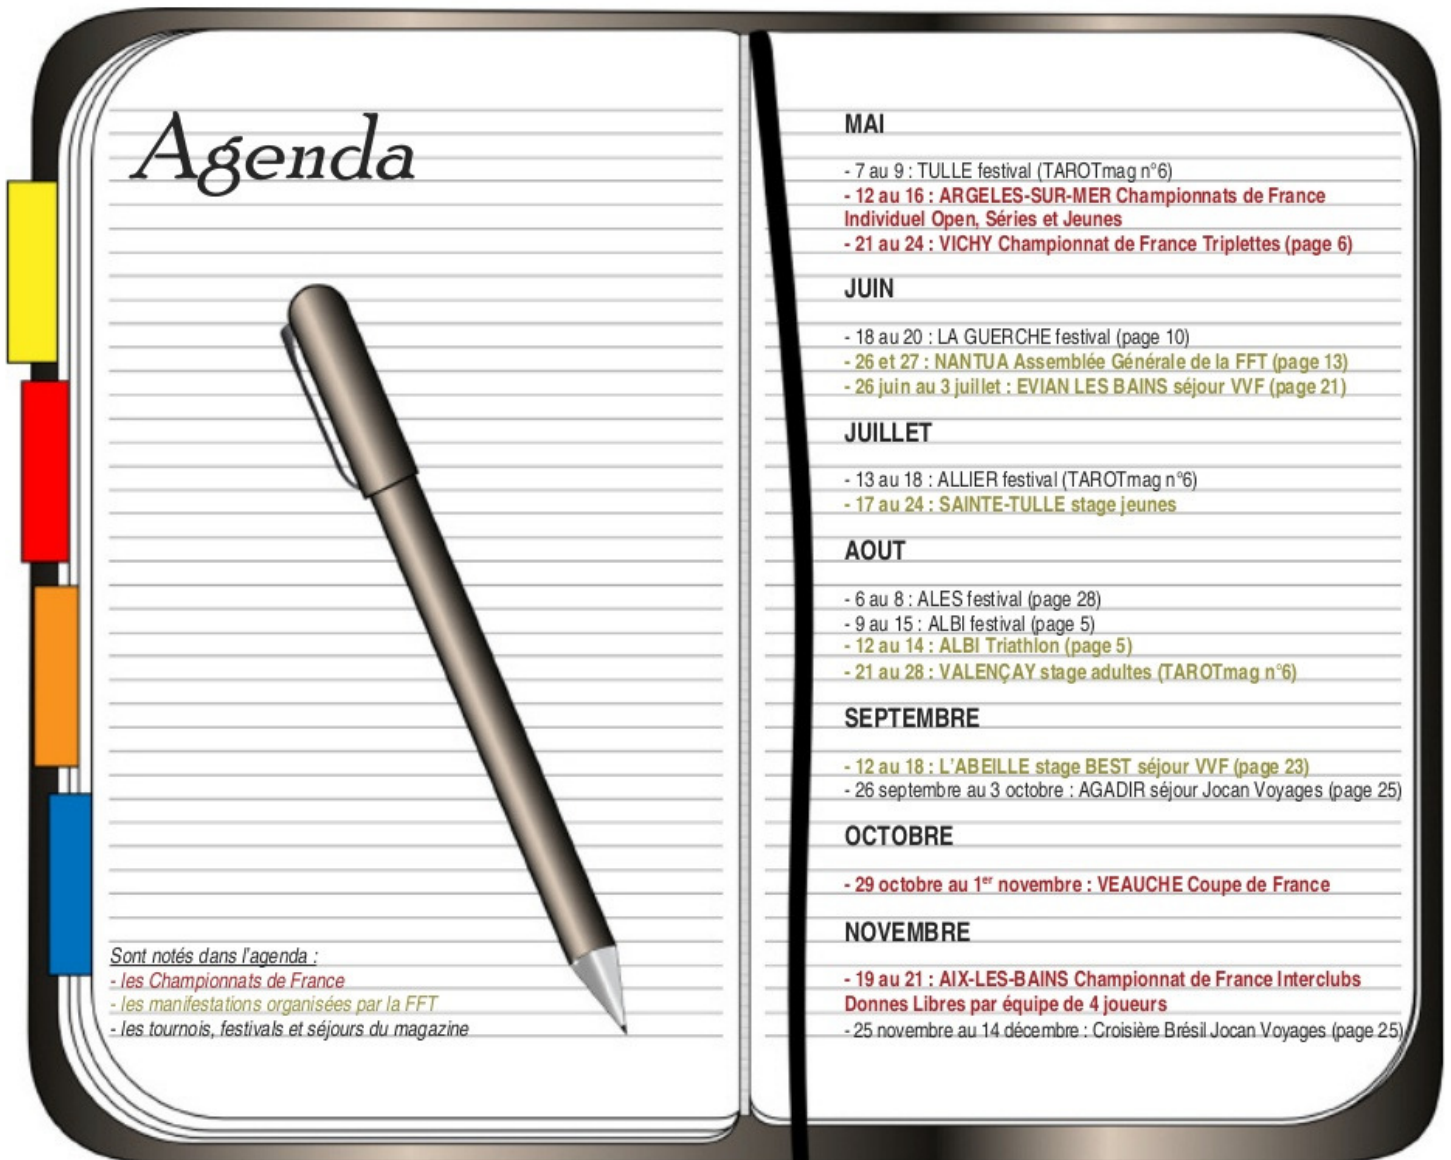 Agenda
Sont notés dans l'agenda :
- les Championnats de France
- les manifestations organisées par la FFT
- les tournois, festivals et séjours du magazine
MAI
- 7 au 9 : TULLE festival (TAROTmag n°6)
- 12 au 16 : ARGELES-SUR-MER Championnats de France
Individuel Open, Séries et Jeunes
- 21 au 24 : VICHY Championnat de France Triplettes (page 6)
JUIN
- 18 au 20 : LA GUERCHE festival (page 10)
- 26 et 27 : NANTUA Assemblée Générale de la FFT (page 13)
- 26 juin au 3 juillet : EVIAN LES BAINS séjour VVF (page 21)
JUILLET
- 13 au 18 : ALLIER festival (TAROTmag n°6)
- 17 au 24 : SAINTE-TULLE stage jeunes
AOUT
- 6 au 8 : ALES festival (page 28)
- 9 au 15 : ALBI festival (page 5)
- 12 au 14 : ALBI Triathlon (page 5)
- 21 au 28 : VALENÇAY stage adultes (TAROTmag n°6)
SEPTEMBRE
- 12 au 18 : L'ABEILLE stage BEST séjour VVF (page 23)
- 26 septembre au 3 octobre : AGADIR séjour Jocan Voyages (page 25)
OCTOBRE
- 29 octobre au 1er novembre : VEAUCHE Coupe de France
NOVEMBRE
- 19 au 21 : AIX-LES-BAINS Championnat de France Interclubs
Donnes Libres par équipe de 4 joueurs
- 25 novembre au 14 décembre : Croisière Brésil Jocan Voyages (page 25)